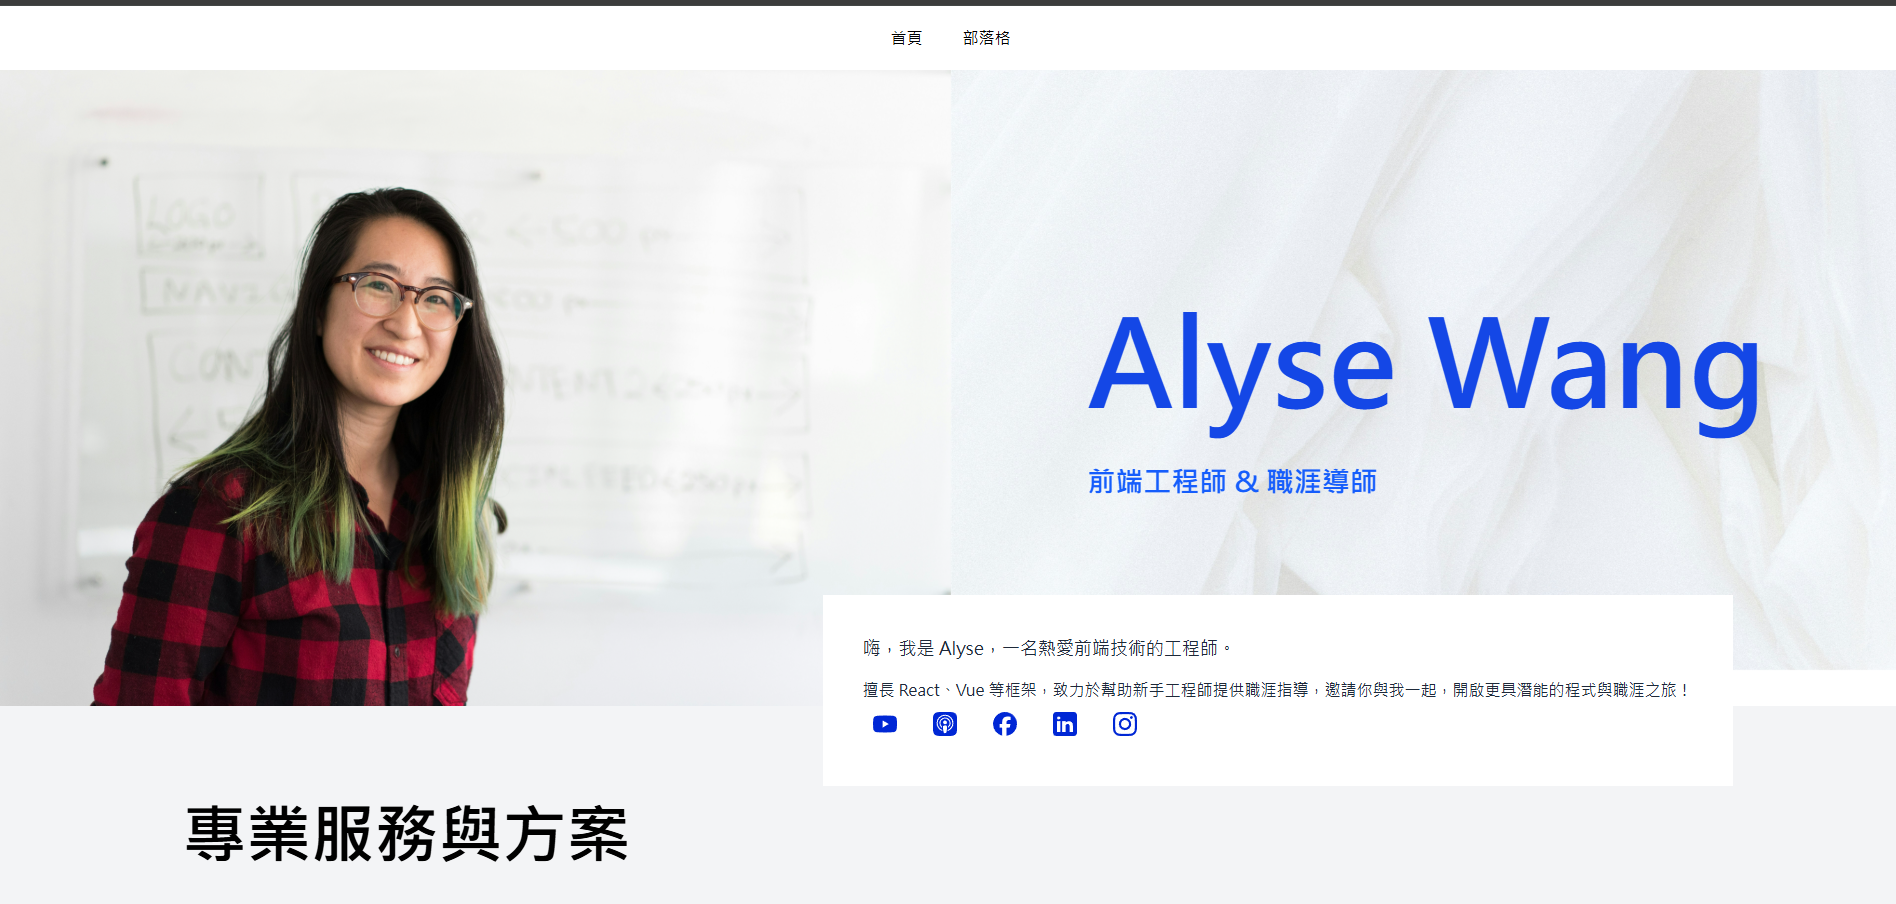 首頁 部落格
LOGO
Alyse Wang
前端工程師 & 職涯導師
嗨，我是 Alyse，一名熱愛前端技術的工程師。
擅長 React、Vue 等框架，致力於幫助新手工程師提供職涯指導，邀請你與我一起，開啟更具潛能的程式與職涯之旅！
專業服務與方案